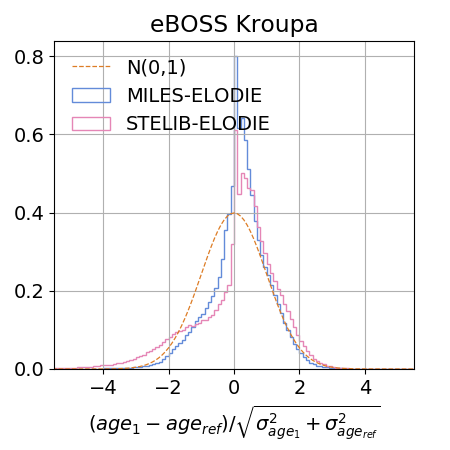 eBOSS Kroupa
0.8
0.6
0.4
0.2
0.0
N(0,1)
MILES-ELODIE
STELIB-ELODIE
−4 −2 0 2 4
(age₁ − age_ref)/√(σ²_age₁ + σ²_age_ref)